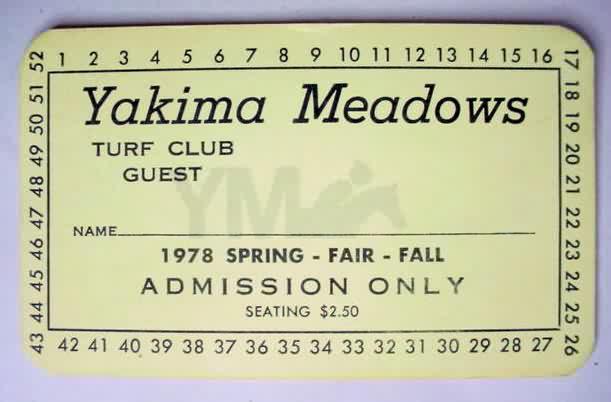 1 2 3 4 5 6 7 8 9 10 11 12 13 14 15 16
17 18 19 20 21 22 23 24 25 26
52 51 50 49 48 47 46 45 44 43
Yakima Meadows
TURF CLUB
GUEST
YM
NAME
1978 SPRING - FAIR - FALL
ADMISSION ONLY
SEATING $2.50
42 41 40 39 38 37 36 35 34 33 32 31 30 29 28 27